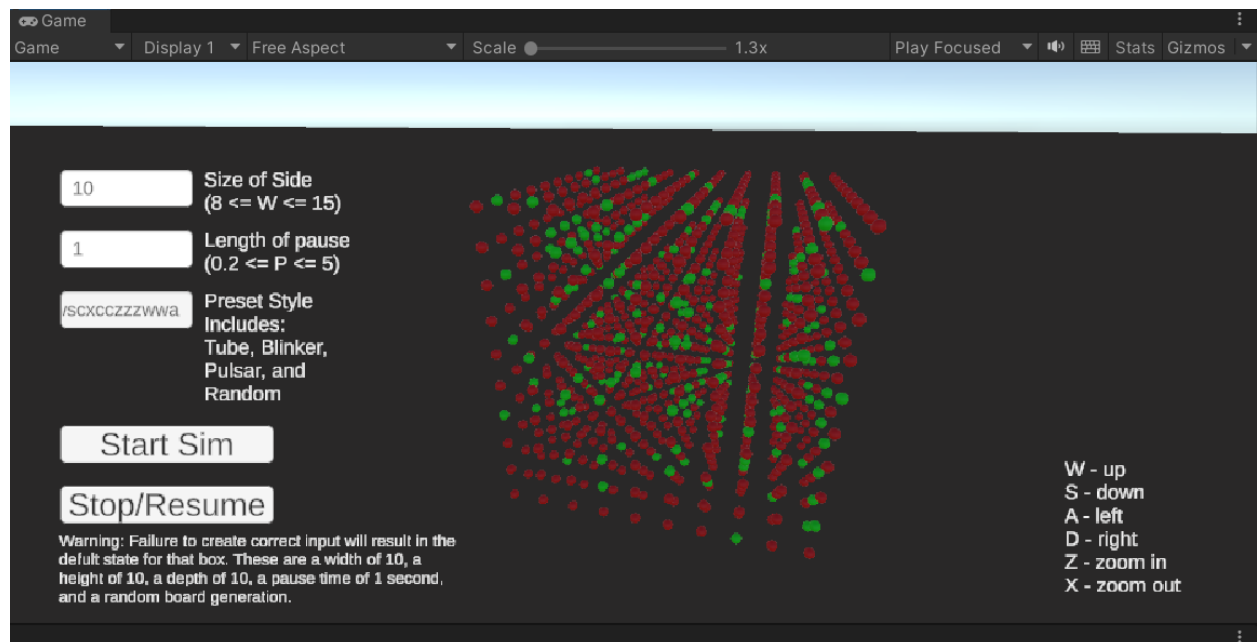 Game
Game Display 1 Free Aspect Scale 1.3x Play Focused Stats Gizmos
10
Size of Side
(8 <= W <= 15)
1
Length of pause
(0.2 <= P <= 5)
scxcczzzwwa
Preset Style
Includes:
Tube, Blinker,
Pulsar, and
Random
Start Sim
Stop/Resume
Warning: Failure to create correct input will result in the
defult state for that box. These are a width of 10, a
height of 10, a depth of 10, a pause time of 1 second,
and a random board generation.
W - up
S - down
A - left
D - right
Z - zoom in
X - zoom out